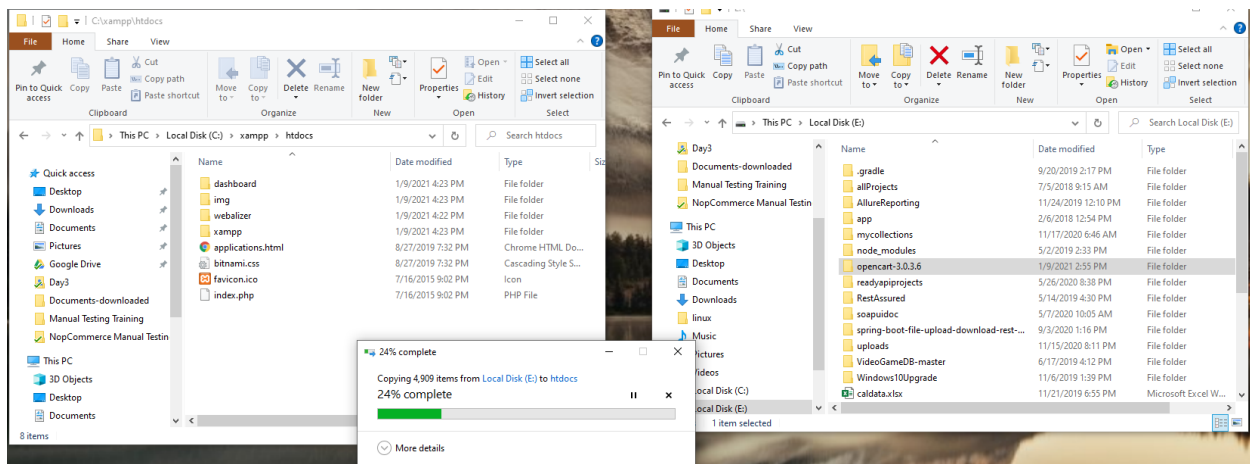 C:\xampp\htdocs
File Home Share View
Pin to Quick access
Copy
Paste
Cut
Copy path
Paste shortcut
Move to
Copy to
Delete
Rename
New folder
Properties
Open
Edit
History
Select all
Select none
Invert selection
Clipboard Organize New Open Select
This PC > Local Disk (C:) > xampp > htdocs
Search htdocs
Quick access
Desktop
Downloads
Documents
Pictures
Google Drive
Day3
Documents-downloaded
Manual Testing Training
NopCommerce Manual Testin
This PC
3D Objects
Desktop
Documents
Name Date modified Type Siz
dashboard 1/9/2021 4:23 PM File folder
img 1/9/2021 4:23 PM File folder
webalizer 1/9/2021 4:22 PM File folder
xampp 1/9/2021 4:23 PM File folder
applications.html 8/27/2019 7:32 PM Chrome HTML Do...
bitnami.css 8/27/2019 7:32 PM Cascading Style S...
favicon.ico 7/16/2015 9:02 PM Icon
index.php 7/16/2015 9:02 PM PHP File
8 items
24% complete
Copying 4,909 items from Local Disk (E:) to htdocs
24% complete
More details
File Home Share View
Pin to Quick access
Copy
Paste
Cut
Copy path
Paste shortcut
Move to
Copy to
Delete
Rename
New folder
Properties
Open
Edit
History
Select all
Select none
Invert selection
Clipboard Organize New Open Select
This PC > Local Disk (E:)
Search Local Disk (E:)
Day3
Documents-downloaded
Manual Testing Training
NopCommerce Manual Testin
This PC
3D Objects
Desktop
Documents
Downloads
linux
Music
Pictures
Videos
ocal Disk (C:)
ocal Disk (E:)
Name Date modified Type
.gradle 9/20/2019 2:17 PM File folder
allProjects 7/5/2018 9:15 AM File folder
AllureReporting 11/24/2019 12:10 PM File folder
app 2/6/2018 12:54 PM File folder
mycollections 11/17/2020 6:46 AM File folder
node_modules 5/2/2019 2:33 PM File folder
opencart-3.0.3.6 1/9/2021 2:55 PM File folder
readyapiprojects 5/26/2020 8:38 PM File folder
RestAssured 5/14/2019 4:30 PM File folder
soapuidoc 5/7/2020 10:05 AM File folder
spring-boot-file-upload-download-rest-... 9/3/2020 1:16 PM File folder
uploads 11/15/2020 8:11 PM File folder
VideoGameDB-master 6/17/2019 4:12 PM File folder
Windows10Upgrade 11/6/2019 1:39 PM File folder
caldata.xlsx 11/21/2019 6:55 PM Microsoft Excel W...
1 item selected